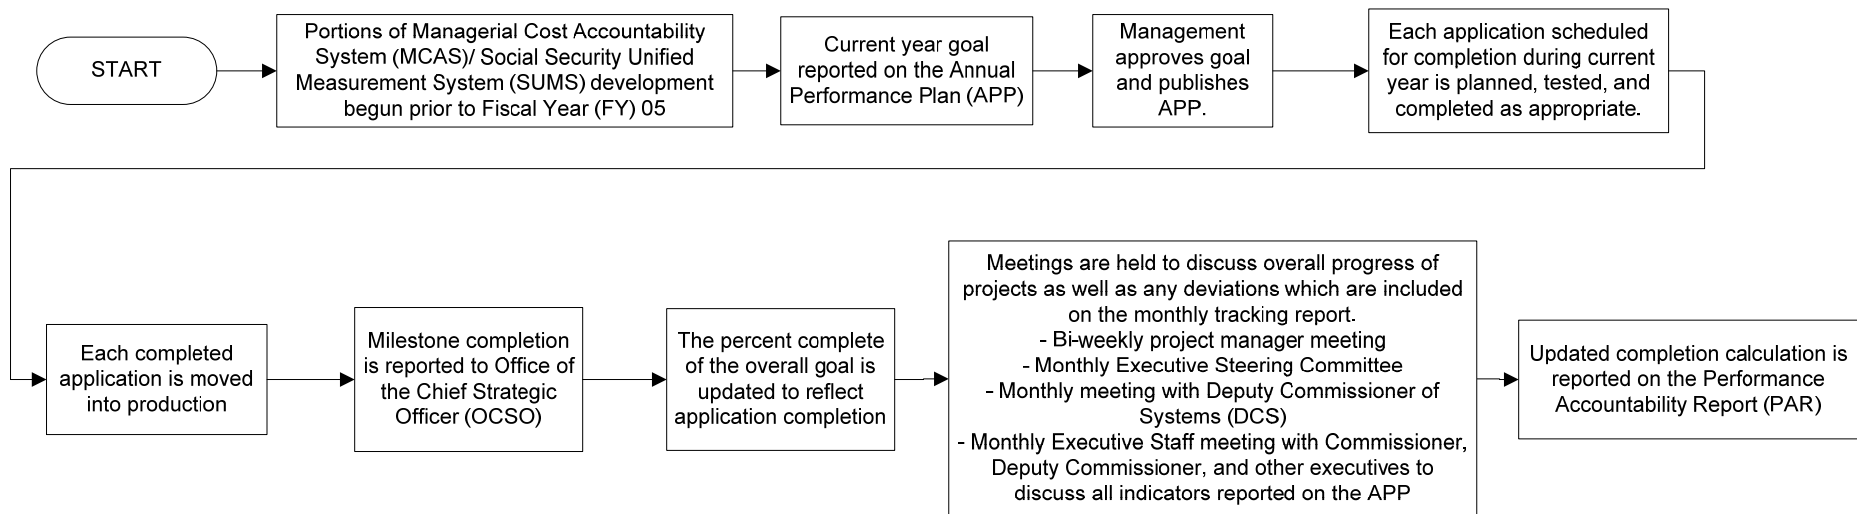 START
Portions of Managerial Cost Accountability
System (MCAS)/ Social Security Unified
Measurement System (SUMS) development
begun prior to Fiscal Year (FY) 05
Current year goal
reported on the Annual
Performance Plan (APP)
Management
approves goal
and publishes
APP.
Each application scheduled
for completion during current
year is planned, tested, and
completed as appropriate.
Each completed
application is moved
into production
Milestone completion
is reported to Office of
the Chief Strategic
Officer (OCSO)
The percent complete
of the overall goal is
updated to reflect
application completion
Meetings are held to discuss overall progress of
projects as well as any deviations which are included
on the monthly tracking report.
- Bi-weekly project manager meeting
- Monthly Executive Steering Committee
- Monthly meeting with Deputy Commissioner of
Systems (DCS)
- Monthly Executive Staff meeting with Commissioner,
Deputy Commissioner, and other executives to
discuss all indicators reported on the APP
Updated completion calculation is
reported on the Performance
Accountability Report (PAR)